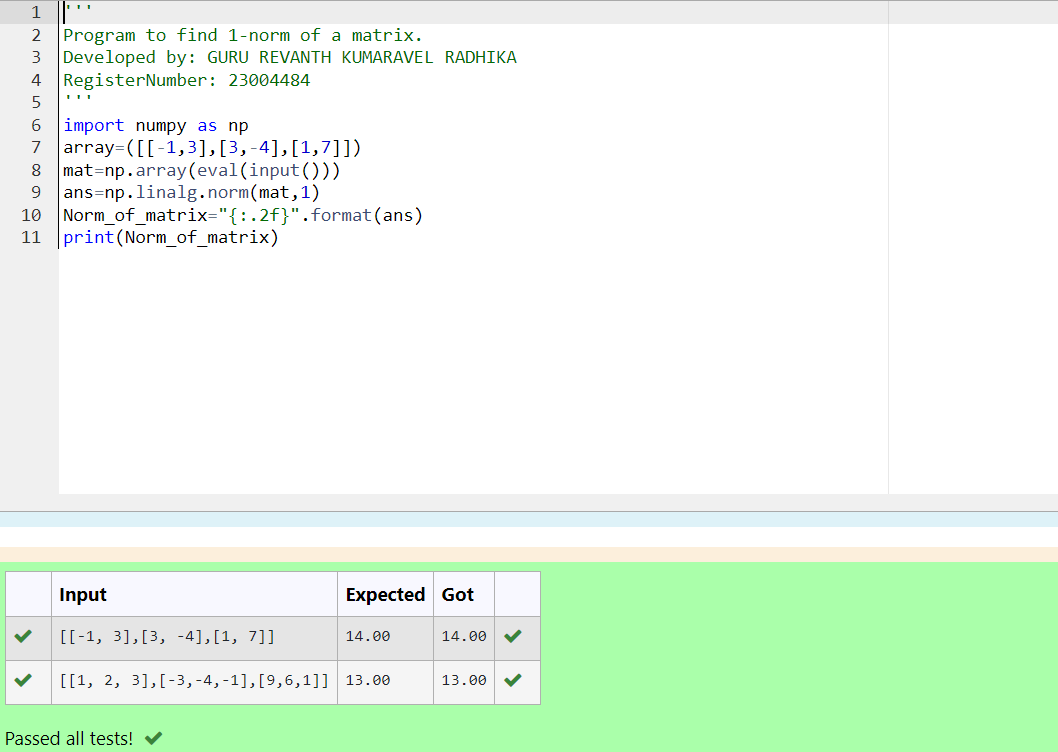 1 '''
2 Program to find 1-norm of a matrix.
3 Developed by: GURU REVANTH KUMARAVEL RADHIKA
4 RegisterNumber: 23004484
5 '''
6 import numpy as np
7 array=([[-1,3],[3,-4],[1,7]])
8 mat=np.array(eval(input()))
9 ans=np.linalg.norm(mat,1)
10 Norm_of_matrix="{:.2f}".format(ans)
11 print(Norm_of_matrix)
Input Expected Got
[[-1, 3],[3, -4],[1, 7]] 14.00 14.00
[[1, 2, 3],[-3,-4,-1],[9,6,1]] 13.00 13.00
Passed all tests!